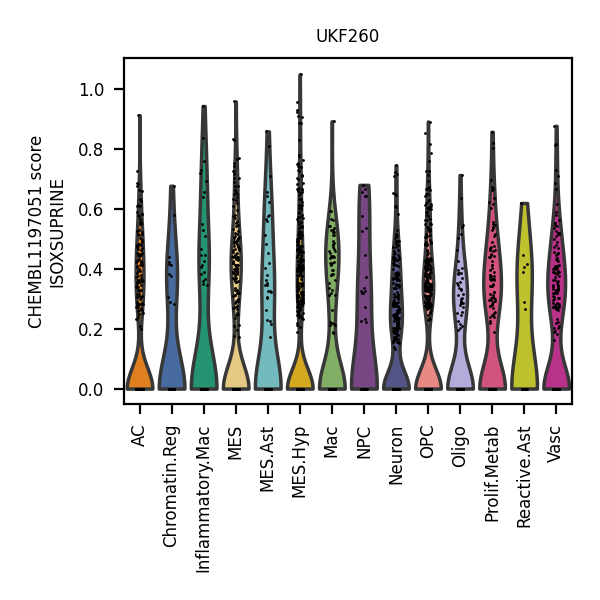 UKF260
CHEMBL1197051 score
ISOXSUPRINE
1.0
0.8
0.6
0.4
0.2
0.0
AC
Chromatin.Reg
Inflammatory.Mac
MES
MES.Ast
MES.Hyp
Mac
NPC
Neuron
OPC
Oligo
Prolif.Metab
Reactive.Ast
Vasc